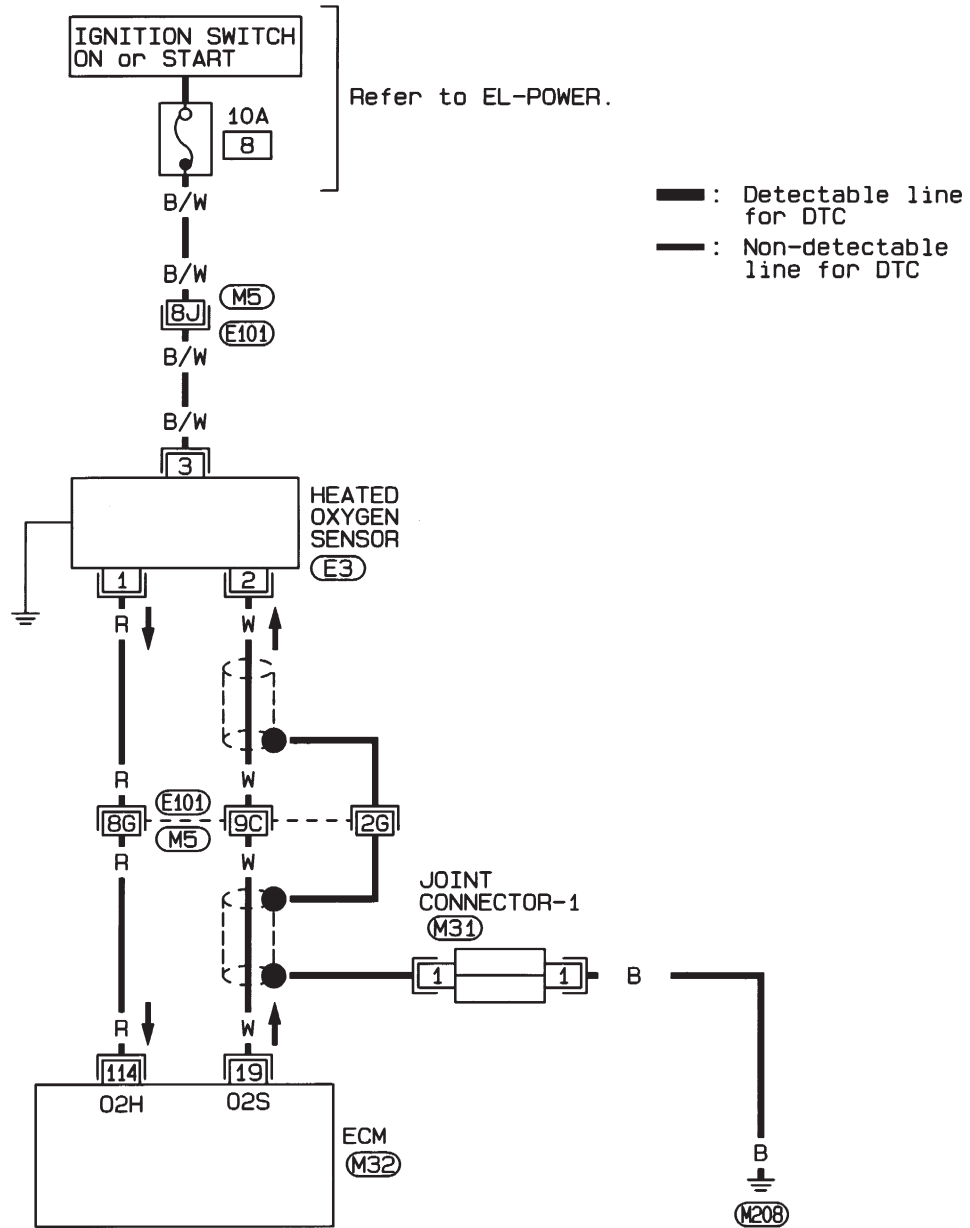 IGNITION SWITCH
ON or START
Refer to EL-POWER.
10A
8
B/W
: Detectable line
for DTC
: Non-detectable
line for DTC
B/W
8J
M5
E101
B/W
B/W
3
HEATED
OXYGEN
SENSOR
E3
1
2
R
W
R
W
E101
8G
9C
2G
M5
R
W
JOINT
CONNECTOR-1
M31
1
1
B
R
W
114
19
O2H
O2S
ECM
M32
B
M208